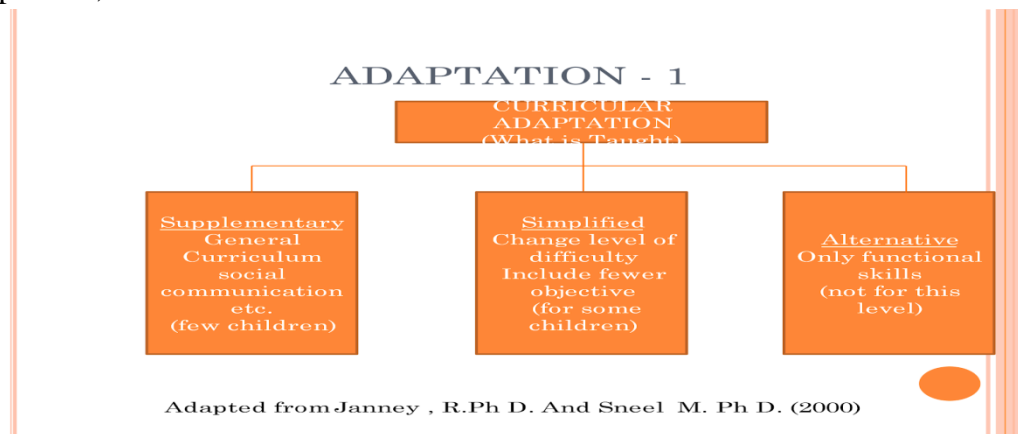 ADAPTATION - 1
CURRICULAR
ADAPTATION
(What is Taught)
Supplementary
General
Curriculum
social
communication
etc.
(few children)
Simplified
Change level of
difficulty
Include fewer
objective
(for some
children)
Alternative
Only functional
skills
(not for this
level)
Adapted from Janney , R.Ph D. And Sneel M. Ph D. (2000)